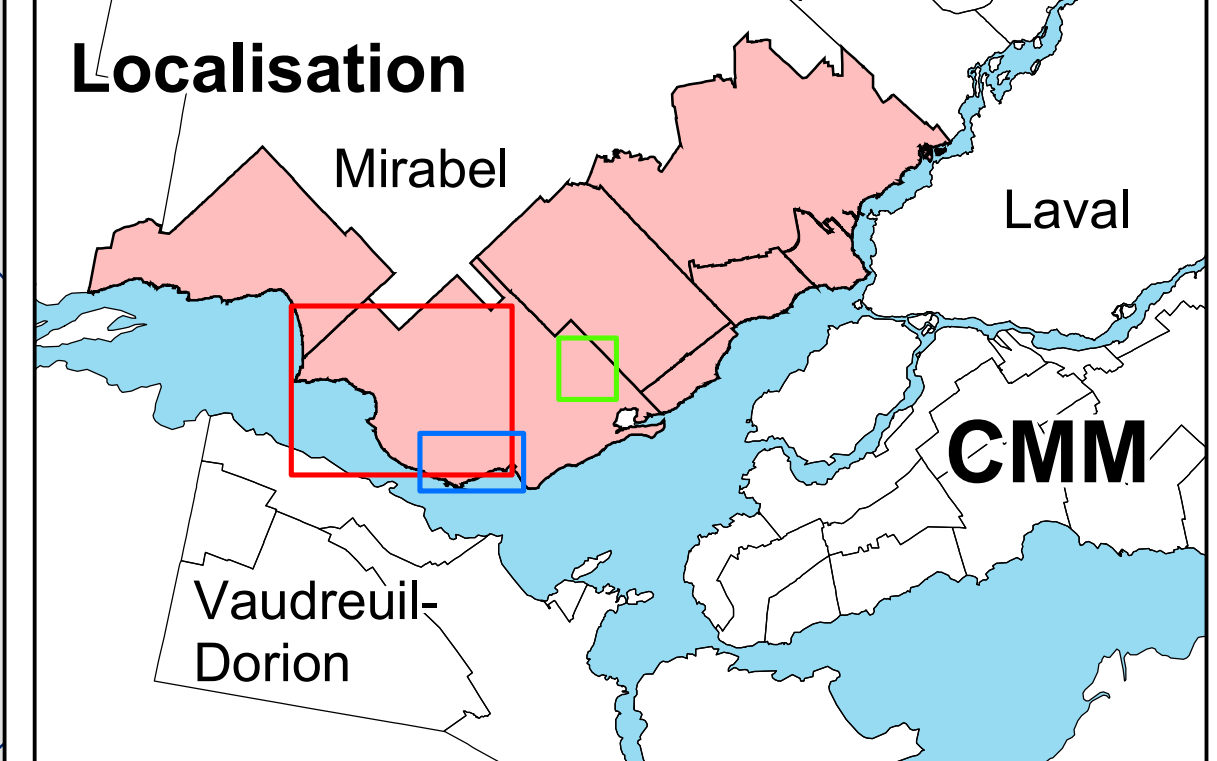 Localisation
Mirabel
Laval
CMM
Vaudreuil-
Dorion